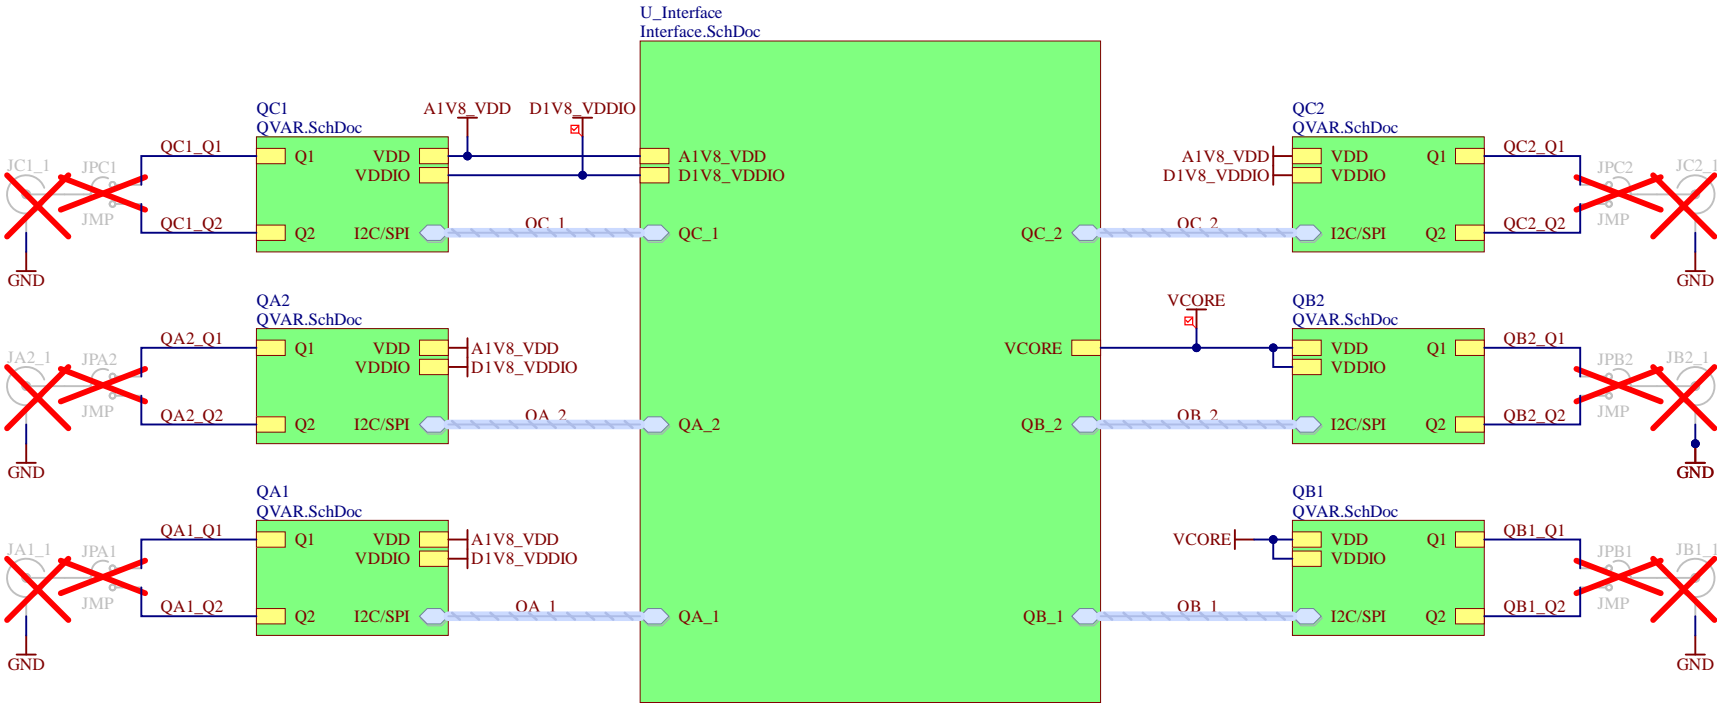 U_Interface
Interface.SchDoc
QC1
QVAR.SchDoc
A1V8_VDD
D1V8_VDDIO
QC2
QVAR.SchDoc
JC1_1
JPC1
JMP
QC1_Q1
QC1_Q2
Q1
Q2
VDD
VDDIO
I2C/SPI
QC_1
A1V8_VDD
D1V8_VDDIO
QC_1
QC_2
QC_2
A1V8_VDD
D1V8_VDDIO
VDD
VDDIO
I2C/SPI
Q1
Q2
QC2_Q1
QC2_Q2
JPC2
JMP
JC2_1
GND
GND
QA2
QVAR.SchDoc
VCORE
QB2
QVAR.SchDoc
JA2_1
JPA2
JMP
QA2_Q1
QA2_Q2
Q1
Q2
VDD
VDDIO
I2C/SPI
A1V8_VDD
D1V8_VDDIO
QA_2
QA_2
VCORE
QB_2
QB_2
VDD
VDDIO
I2C/SPI
Q1
Q2
QB2_Q1
QB2_Q2
JPB2
JMP
JB2_1
GND
GND
QA1
QVAR.SchDoc
QB1
QVAR.SchDoc
JA1_1
JPA1
JMP
QA1_Q1
QA1_Q2
Q1
Q2
VDD
VDDIO
I2C/SPI
A1V8_VDD
D1V8_VDDIO
QA_1
QA_1
QB_1
QB_1
VCORE
VDD
VDDIO
I2C/SPI
Q1
Q2
QB1_Q1
QB1_Q2
JPB1
JMP
JB1_1
GND
GND